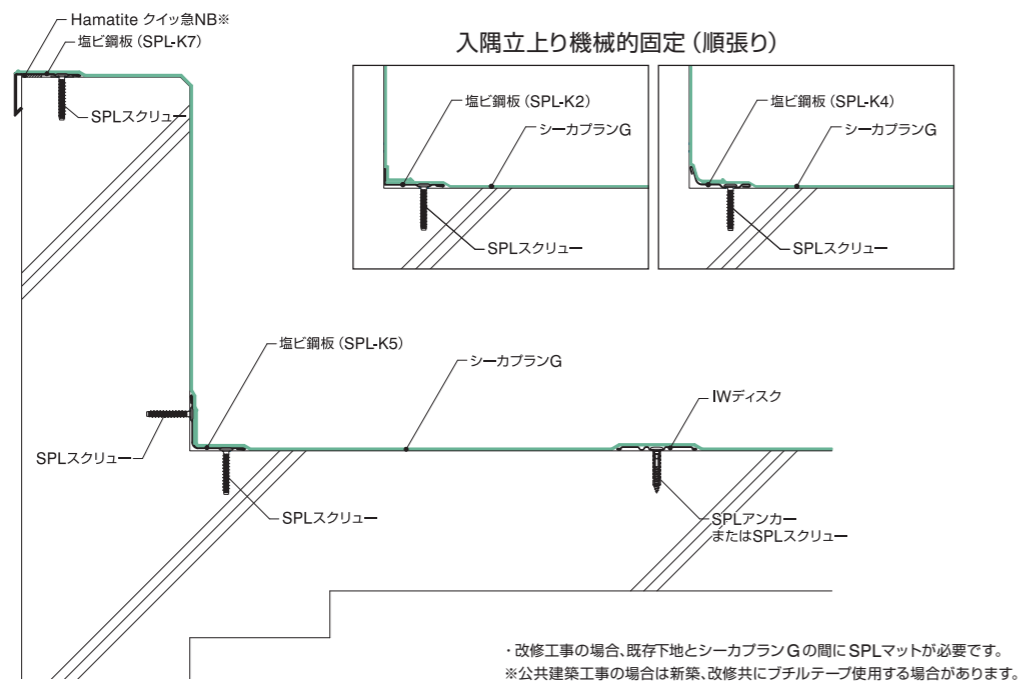 Hamatite クイッ急NB※
塩ビ鋼板（SPL-K7）
SPLスクリュー
入隅立上り機械的固定（順張り）
塩ビ鋼板（SPL-K2）
シーカプランG
SPLスクリュー
塩ビ鋼板（SPL-K4）
シーカプランG
SPLスクリュー
塩ビ鋼板（SPL-K5）
シーカプランG
IWディスク
SPLスクリュー
SPLスクリュー
SPLアンカー
またはSPLスクリュー
・改修工事の場合、既存下地とシーカプランGの間にSPLマットが必要です。
※公共建築工事の場合は新築、改修共にブチルテープ使用する場合があります。